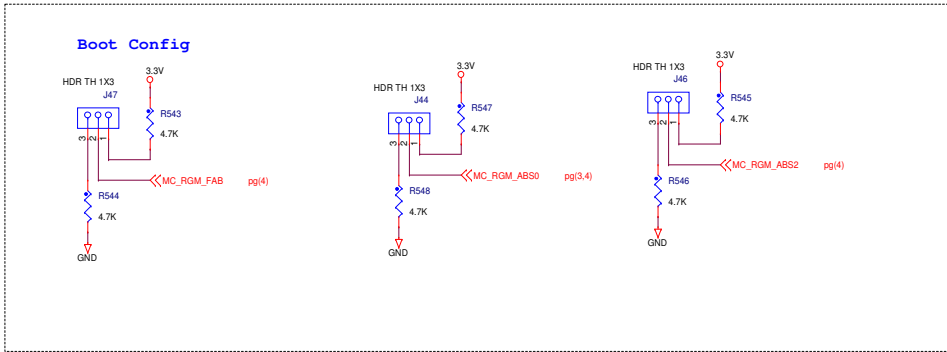 Boot Config
3.3V
HDR TH 1X3
J47
R543
4.7K
3
2
1
MC_RGM_FAB pg(4)
R544
4.7K
GND
3.3V
HDR TH 1X3
J44
R547
4.7K
3
2
1
MC_RGM_ABS0 pg(3,4)
R548
4.7K
GND
3.3V
HDR TH 1X3
J46
R545
4.7K
3
2
1
MC_RGM_ABS2 pg(4)
R546
4.7K
GND